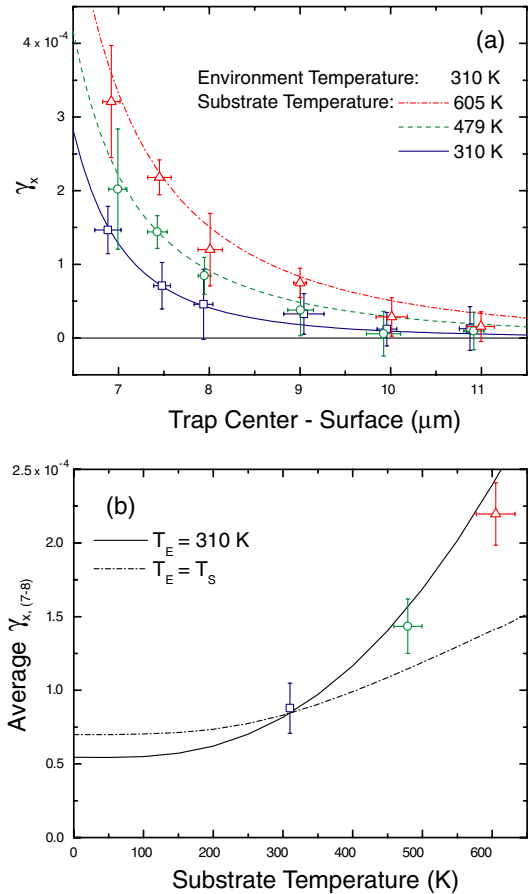 (a)
4 x 10⁻⁴
3
2
1
0
Environment Temperature: 310 K
Substrate Temperature: 605 K
479 K
310 K
γx
7 8 9 10 11
Trap Center - Surface (μm)
(b)
2.5 x 10⁻⁴
2.0
1.5
1.0
0.5
0.0
T_E = 310 K
T_E = T_S
Average γx, (7-8)
0 100 200 300 400 500 600
Substrate Temperature (K)